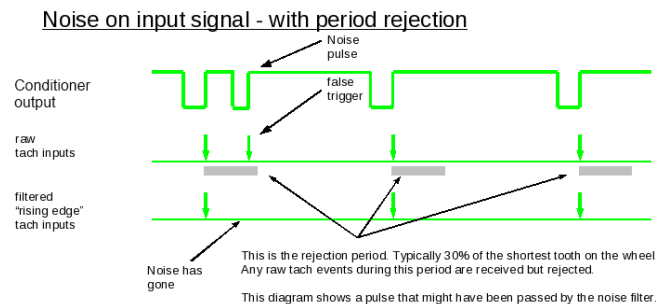 Noise on input signal - with period rejection
Noise
pulse
Conditioner
output
false
trigger
raw
tach inputs
filtered
"rising edge"
tach inputs
Noise has
gone
This is the rejection period. Typically 30% of the shortest tooth on the wheel
Any raw tach events during this period are received but rejected.
This diagram shows a pulse that might have been passed by the noise filter.